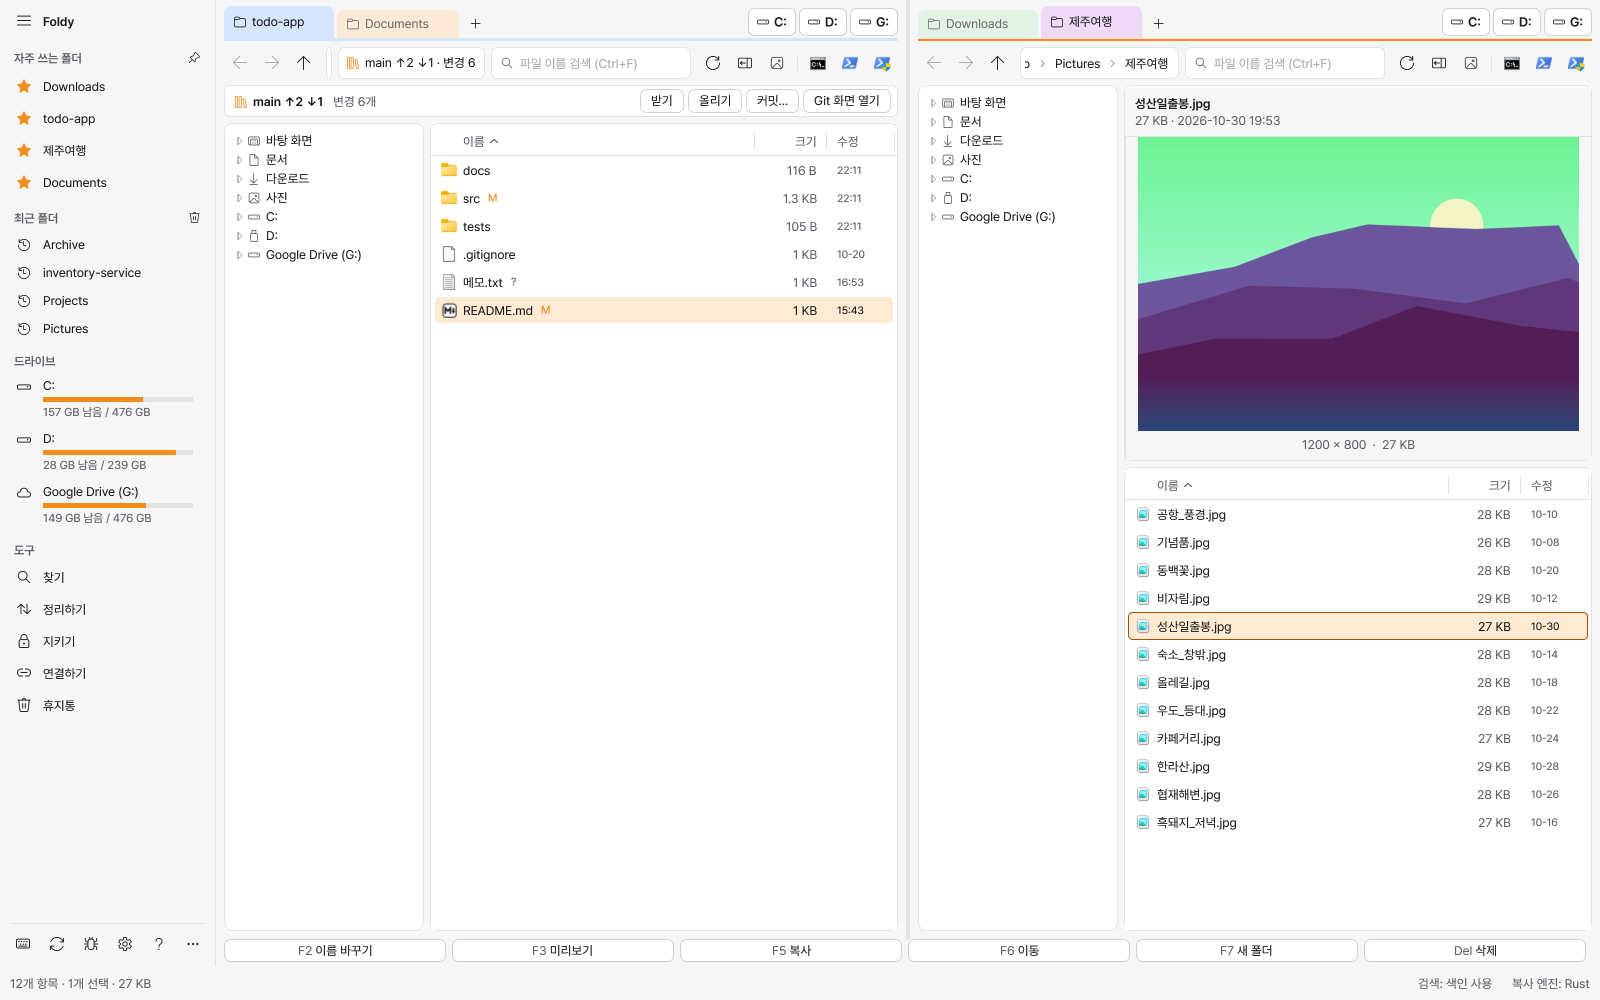 Foldy
자주 쓰는 폴더
Downloads
todo-app
제주여행
Documents
최근 폴더
Archive
inventory-service
Projects
Pictures
드라이브
C:
157 GB 남음 / 476 GB
D:
28 GB 남음 / 239 GB
Google Drive (G:)
149 GB 남음 / 476 GB
도구
찾기
정리하기
지키기
연결하기
휴지통
todo-app Documents + C: D: G:
main ↑2 ↓1 · 변경 6 파일 이름 검색 (Ctrl+F)
main ↑2 ↓1 변경 6개 받기 올리기 커밋... Git 화면 열기
바탕 화면
문서
다운로드
사진
C:
D:
Google Drive (G:)
이름 크기 수정
docs 116 B 22:11
src M 1.3 KB 22:11
tests 105 B 22:11
.gitignore 1 KB 10-20
메모.txt ? 1 KB 16:53
README.md M 1 KB 15:43
Downloads 제주여행 + C: D: G:
Pictures 제주여행 파일 이름 검색 (Ctrl+F)
바탕 화면
문서
다운로드
사진
C:
D:
Google Drive (G:)
성산일출봉.jpg
27 KB · 2026-10-30 19:53
1200 × 800 · 27 KB
이름 크기 수정
공항_풍경.jpg 28 KB 10-10
기념품.jpg 26 KB 10-08
동백꽃.jpg 28 KB 10-20
비자림.jpg 29 KB 10-12
성산일출봉.jpg 27 KB 10-30
숙소_창밖.jpg 28 KB 10-14
올레길.jpg 28 KB 10-18
우도_등대.jpg 28 KB 10-22
카페거리.jpg 27 KB 10-24
한라산.jpg 29 KB 10-28
협재해변.jpg 28 KB 10-26
흑돼지_저녁.jpg 27 KB 10-16
F2 이름 바꾸기 F3 미리보기 F5 복사 F6 이동 F7 새 폴더 Del 삭제
12개 항목 · 1개 선택 · 27 KB 검색: 색인 사용 복사 엔진: Rust